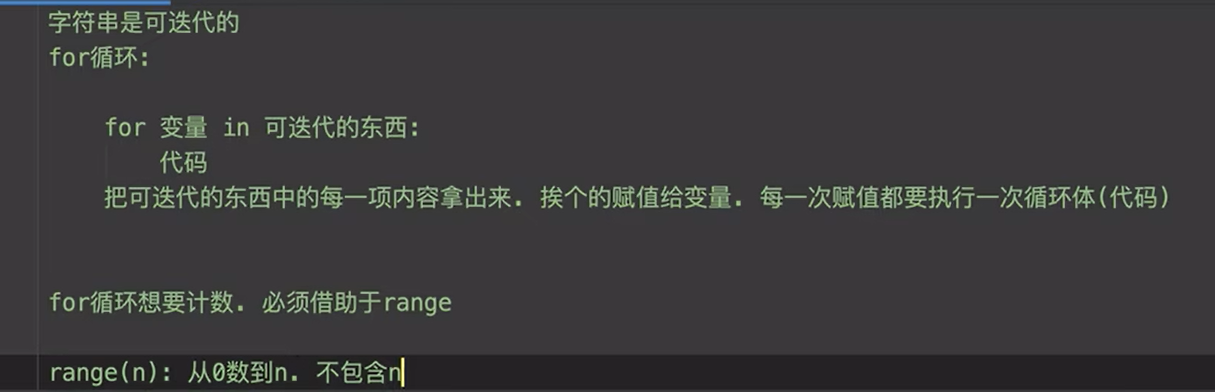 字符串是可迭代的
for循环:
for 变量 in 可迭代的东西:
代码
把可迭代的东西中的每一项内容拿出来. 挨个的赋值给变量. 每一次赋值都要执行一次循环体(代码)
for循环想要计数. 必须借助于range
range(n): 从0数到n. 不包含n